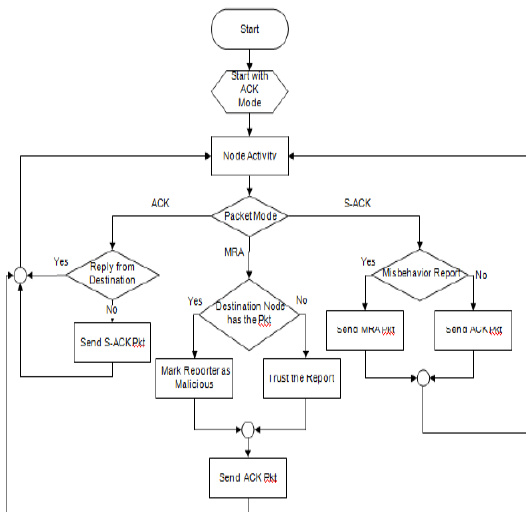 Start
Start with
ACK
Mode
Node Activity
Packet Mode
ACK
S-ACK
MRA
Yes
Reply from
Destination
No
Send S-ACK Pkt
Yes
Destination Node
has the Pkt
No
Mark Reporter as
Malicious
Trust the Report
Yes
Misbehavior Report
No
Send MRA Pkt
Send ACK Pkt
Send ACK Pkt